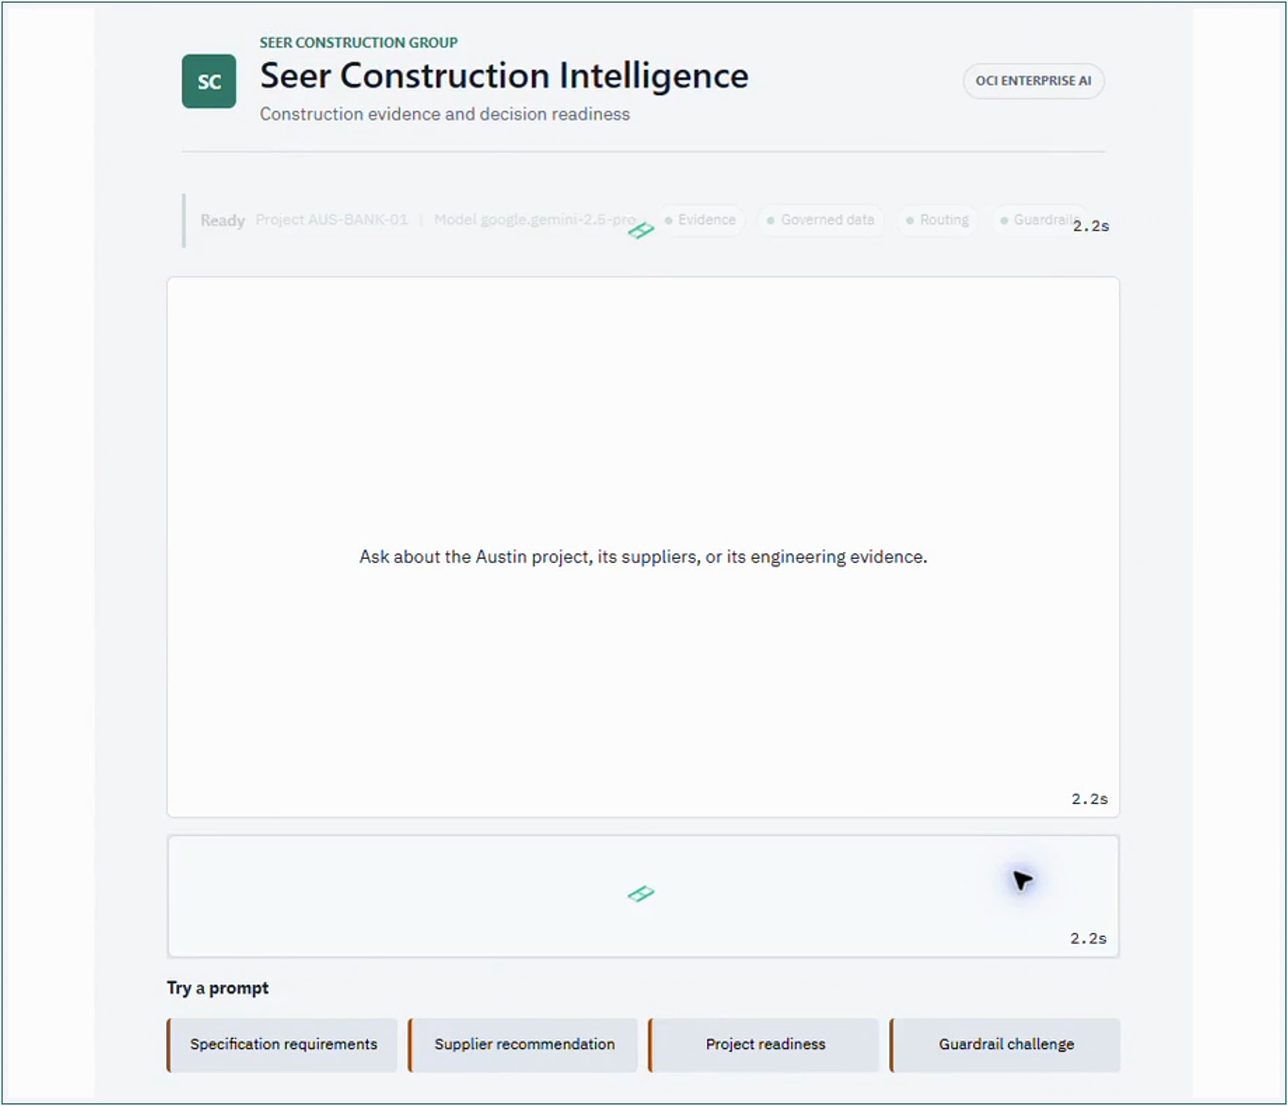 SEER CONSTRUCTION GROUP
SC
Seer Construction Intelligence
OCI ENTERPRISE AI
Construction evidence and decision readiness
Ready Project AUS-BANK-01 | Model google.gemini-2.5-pro Evidence Governed data Routing Guardrails 2.2s
Ask about the Austin project, its suppliers, or its engineering evidence.
2.2s
2.2s
Try a prompt
Specification requirements Supplier recommendation Project readiness Guardrail challenge